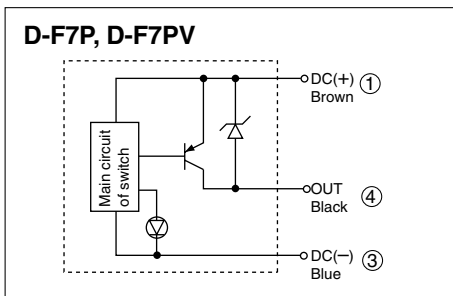 D-F7P, D-F7PV
DC(+) ①
Brown
Main circuit
of switch
OUT ④
Black
DC(−) ③
Blue